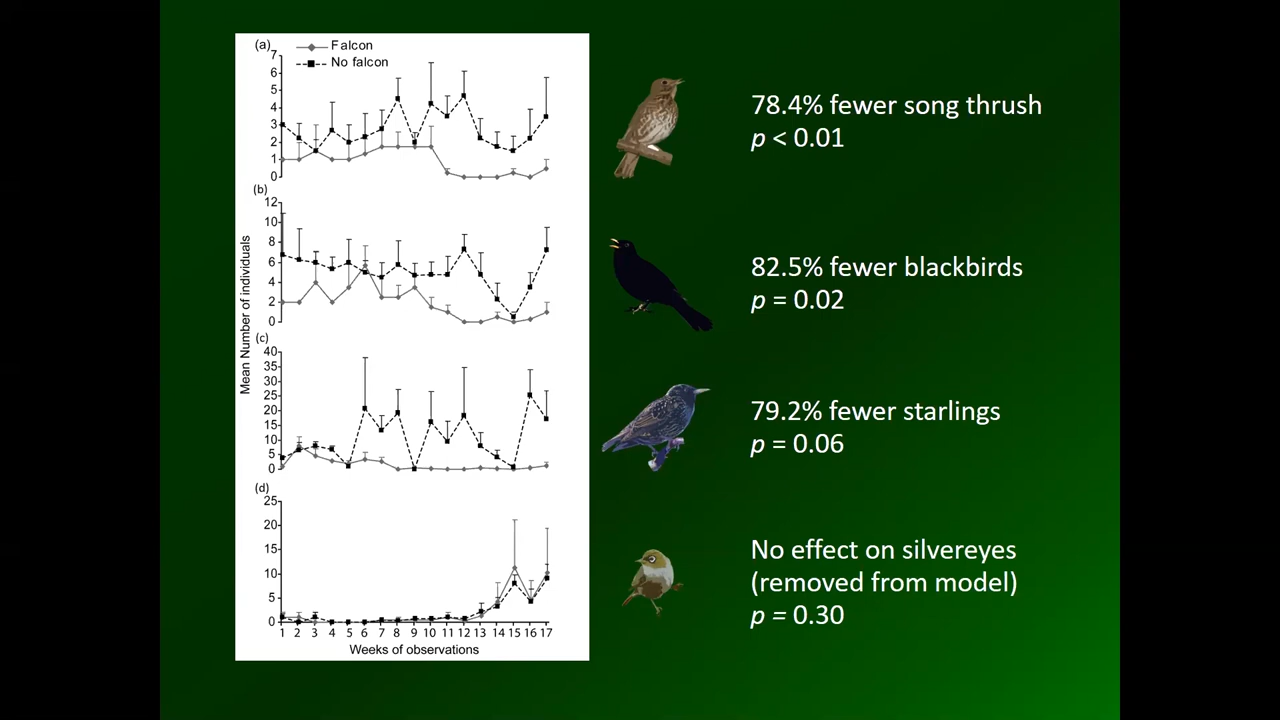 (a)
Falcon
No falcon
7
6
5
4
3
2
1
0
(b)
12
10
8
6
4
2
0
(c)
40
35
30
25
20
15
10
5
0
(d)
25
20
15
10
5
0
1 2 3 4 5 6 7 8 9 10 11 12 13 14 15 16 17
Weeks of observations
Mean Number of individuals
78.4% fewer song thrush
p < 0.01
82.5% fewer blackbirds
p = 0.02
79.2% fewer starlings
p = 0.06
No effect on silvereyes
(removed from model)
p = 0.30